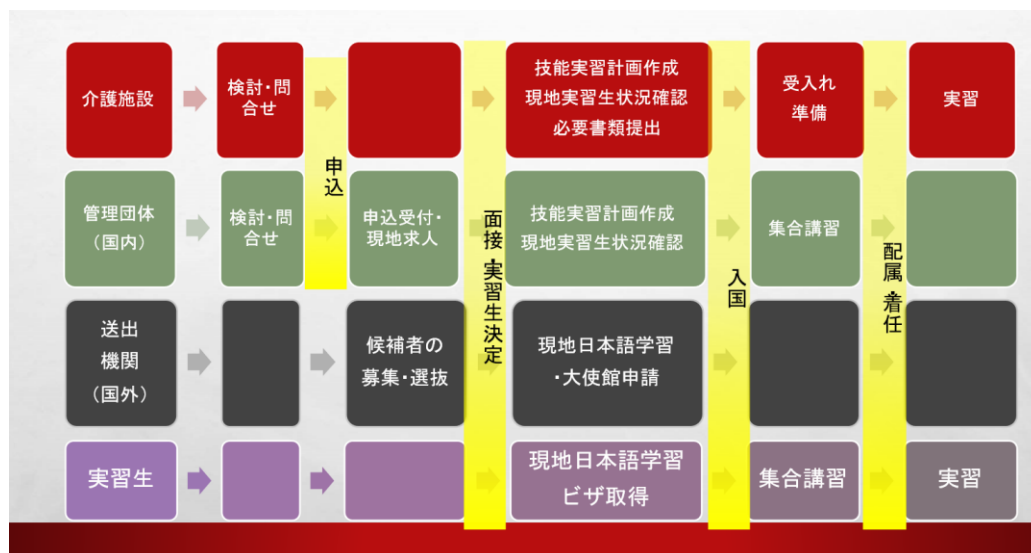 介護施設
検討・問
合せ
技能実習計画作成
現地実習生状況確認
必要書類提出
受入れ
準備
実習
申込
管理団体
（国内）
検討・問
合せ
申込受付・
現地求人
面接・実習生決定
技能実習計画作成
現地実習生状況確認
入国
集合講習
配属・着任
送出
機関
（国外）
候補者の
募集・選抜
現地日本語学習
・大使館申請
実習生
現地日本語学習
ビザ取得
集合講習
実習